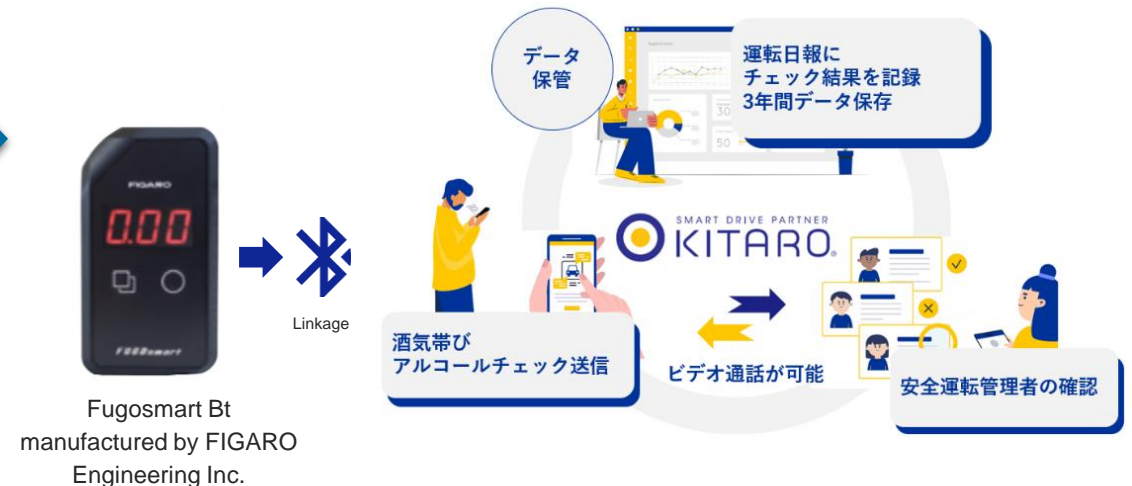 FIGARO
0.00
FUGOsmart
Fugosmart Bt
manufactured by FIGARO
Engineering Inc.
Linkage
データ
保管
運転日報に
チェック結果を記録
3年間データ保存
30
50
SMART DRIVE PARTNER
KITARO®
酒気帯び
アルコールチェック送信
ビデオ通話が可能
安全運転管理者の確認